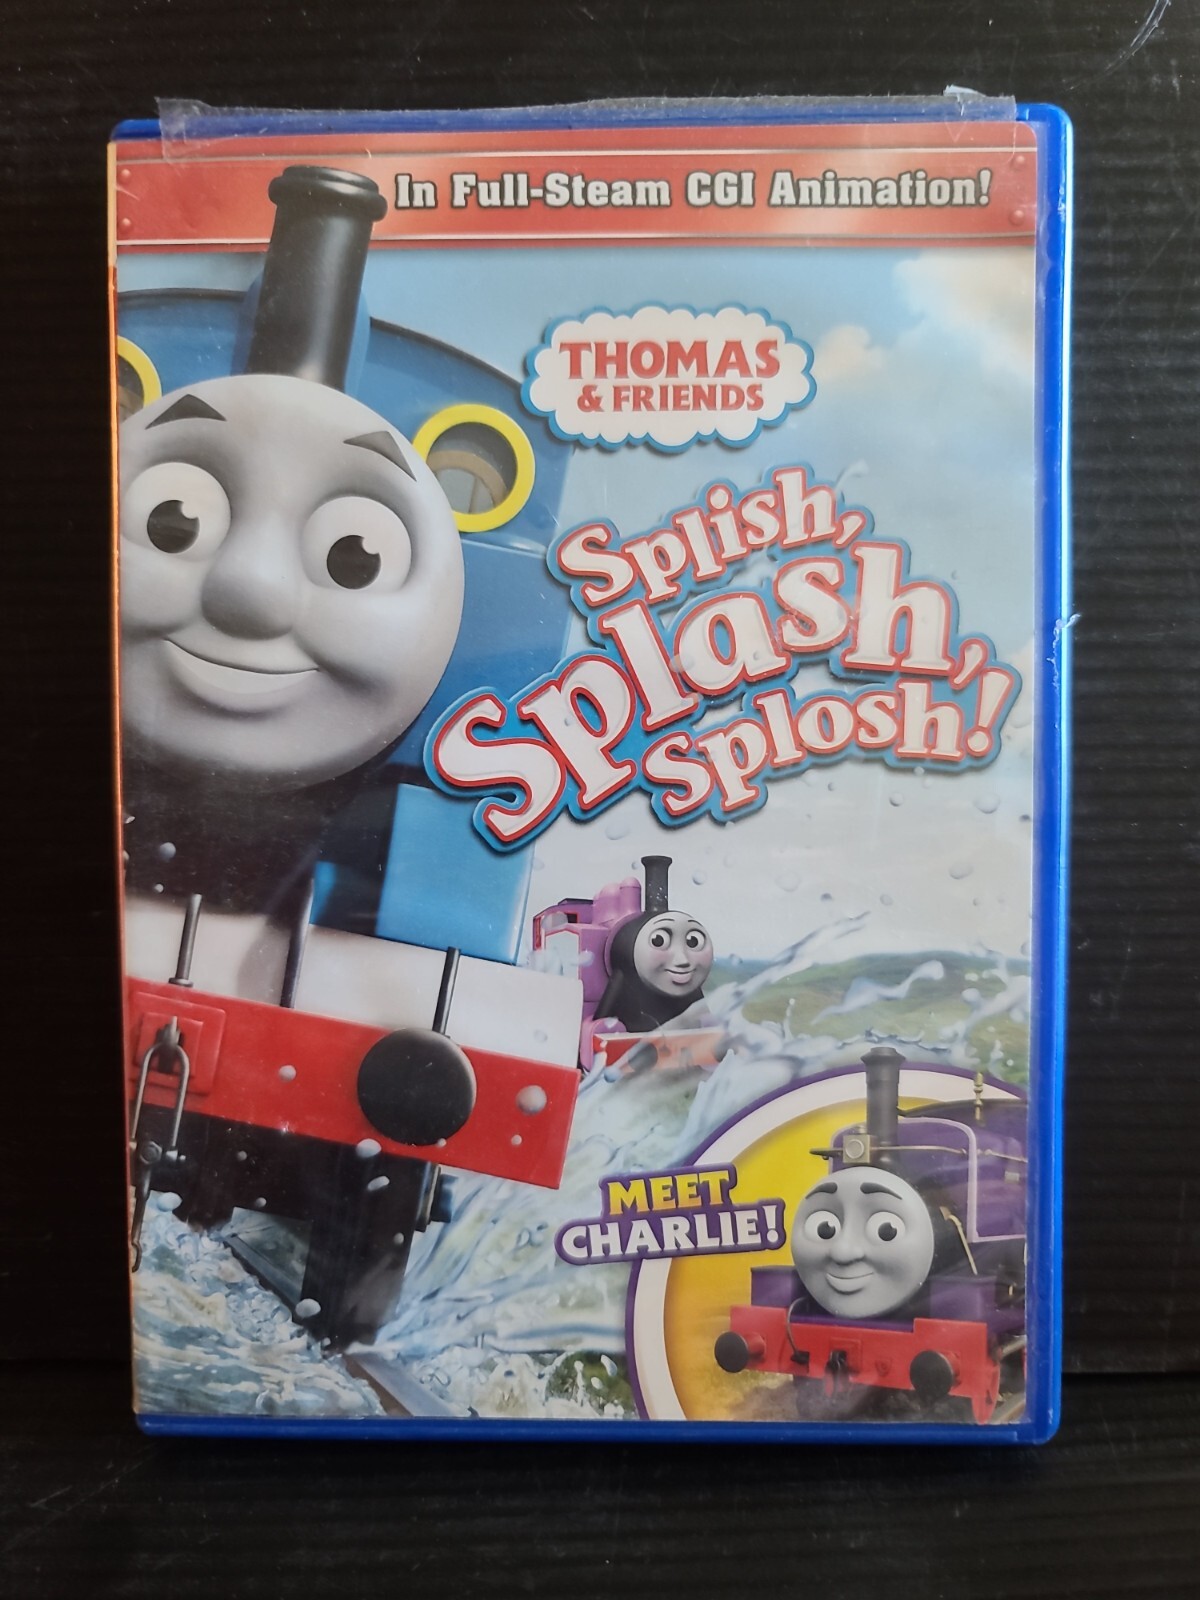 In Full-Steam CGI Animation!
THOMAS
& FRIENDS
Splish,
Splash,
Splosh!
MEET
CHARLIE!